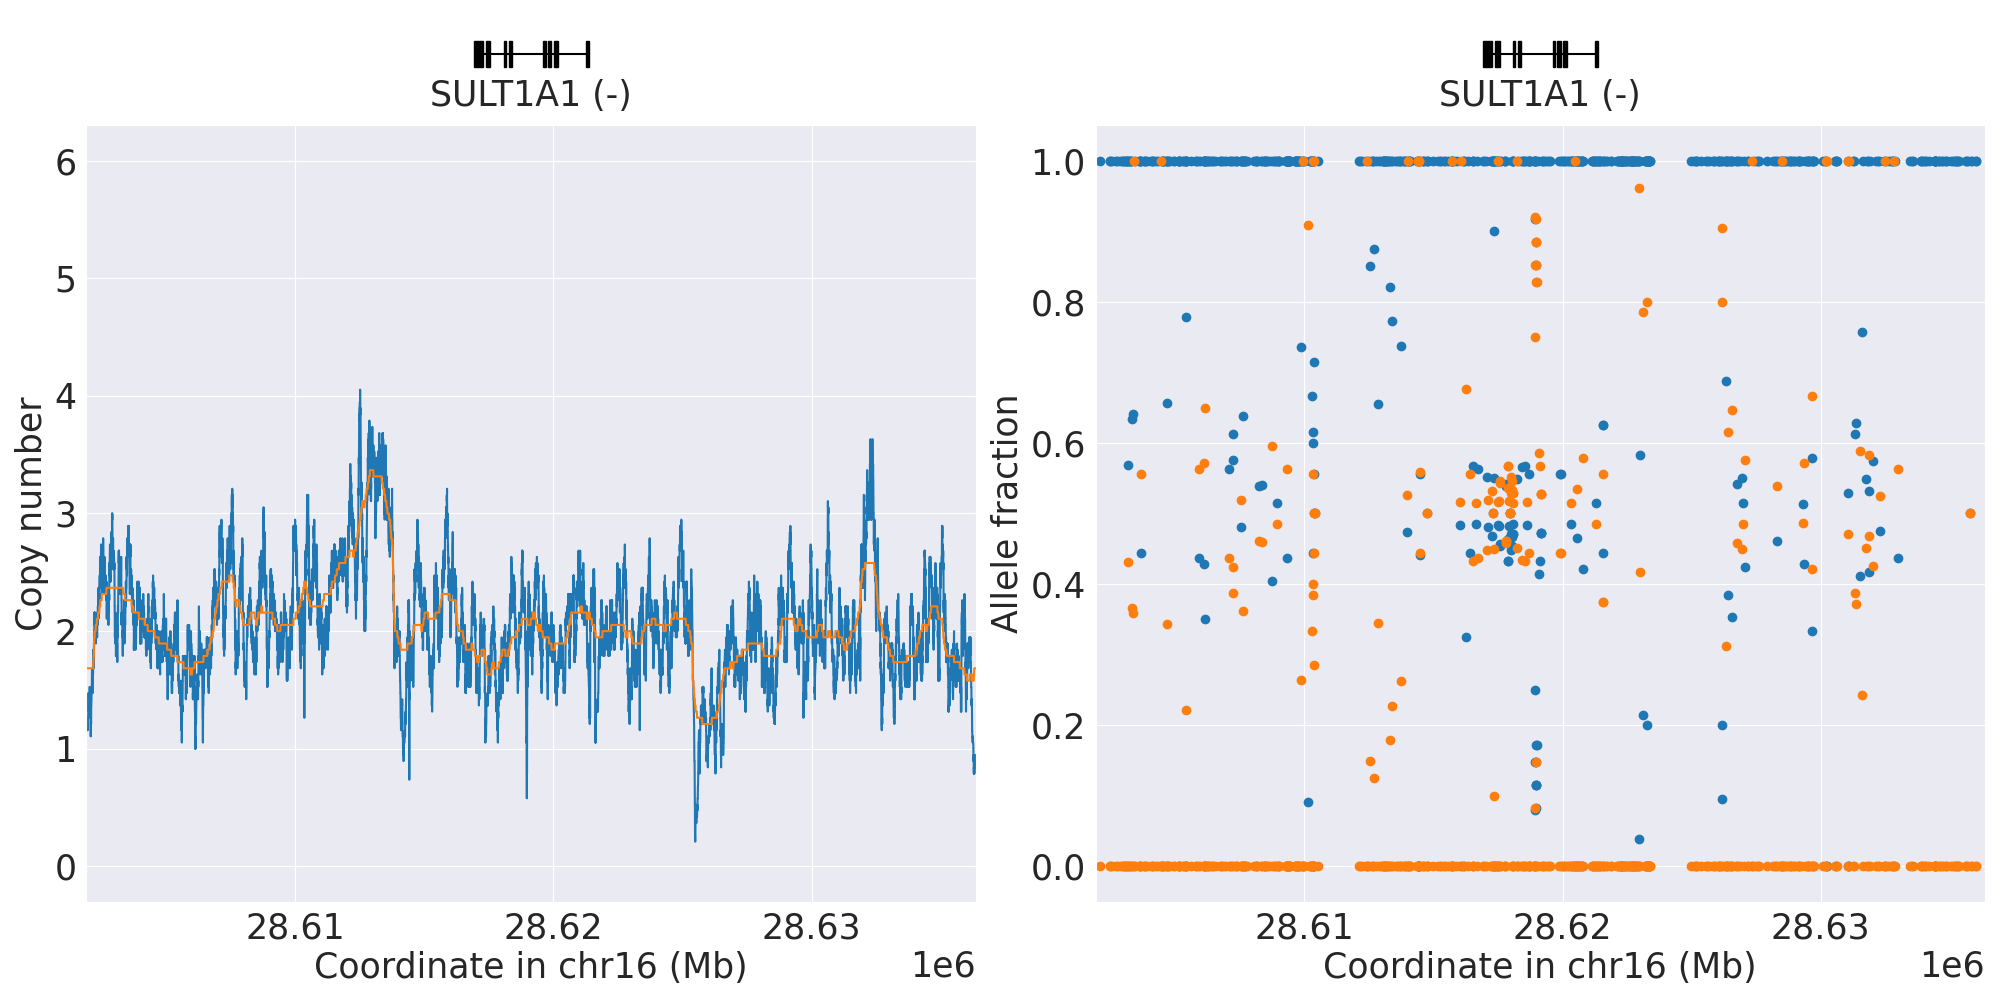 SULT1A1 (-)
Copy number
6
5
4
3
2
1
0
28.61
28.62
28.63
Coordinate in chr16 (Mb)
1e6
SULT1A1 (-)
Allele fraction
1.0
0.8
0.6
0.4
0.2
0.0
28.61
28.62
28.63
Coordinate in chr16 (Mb)
1e6